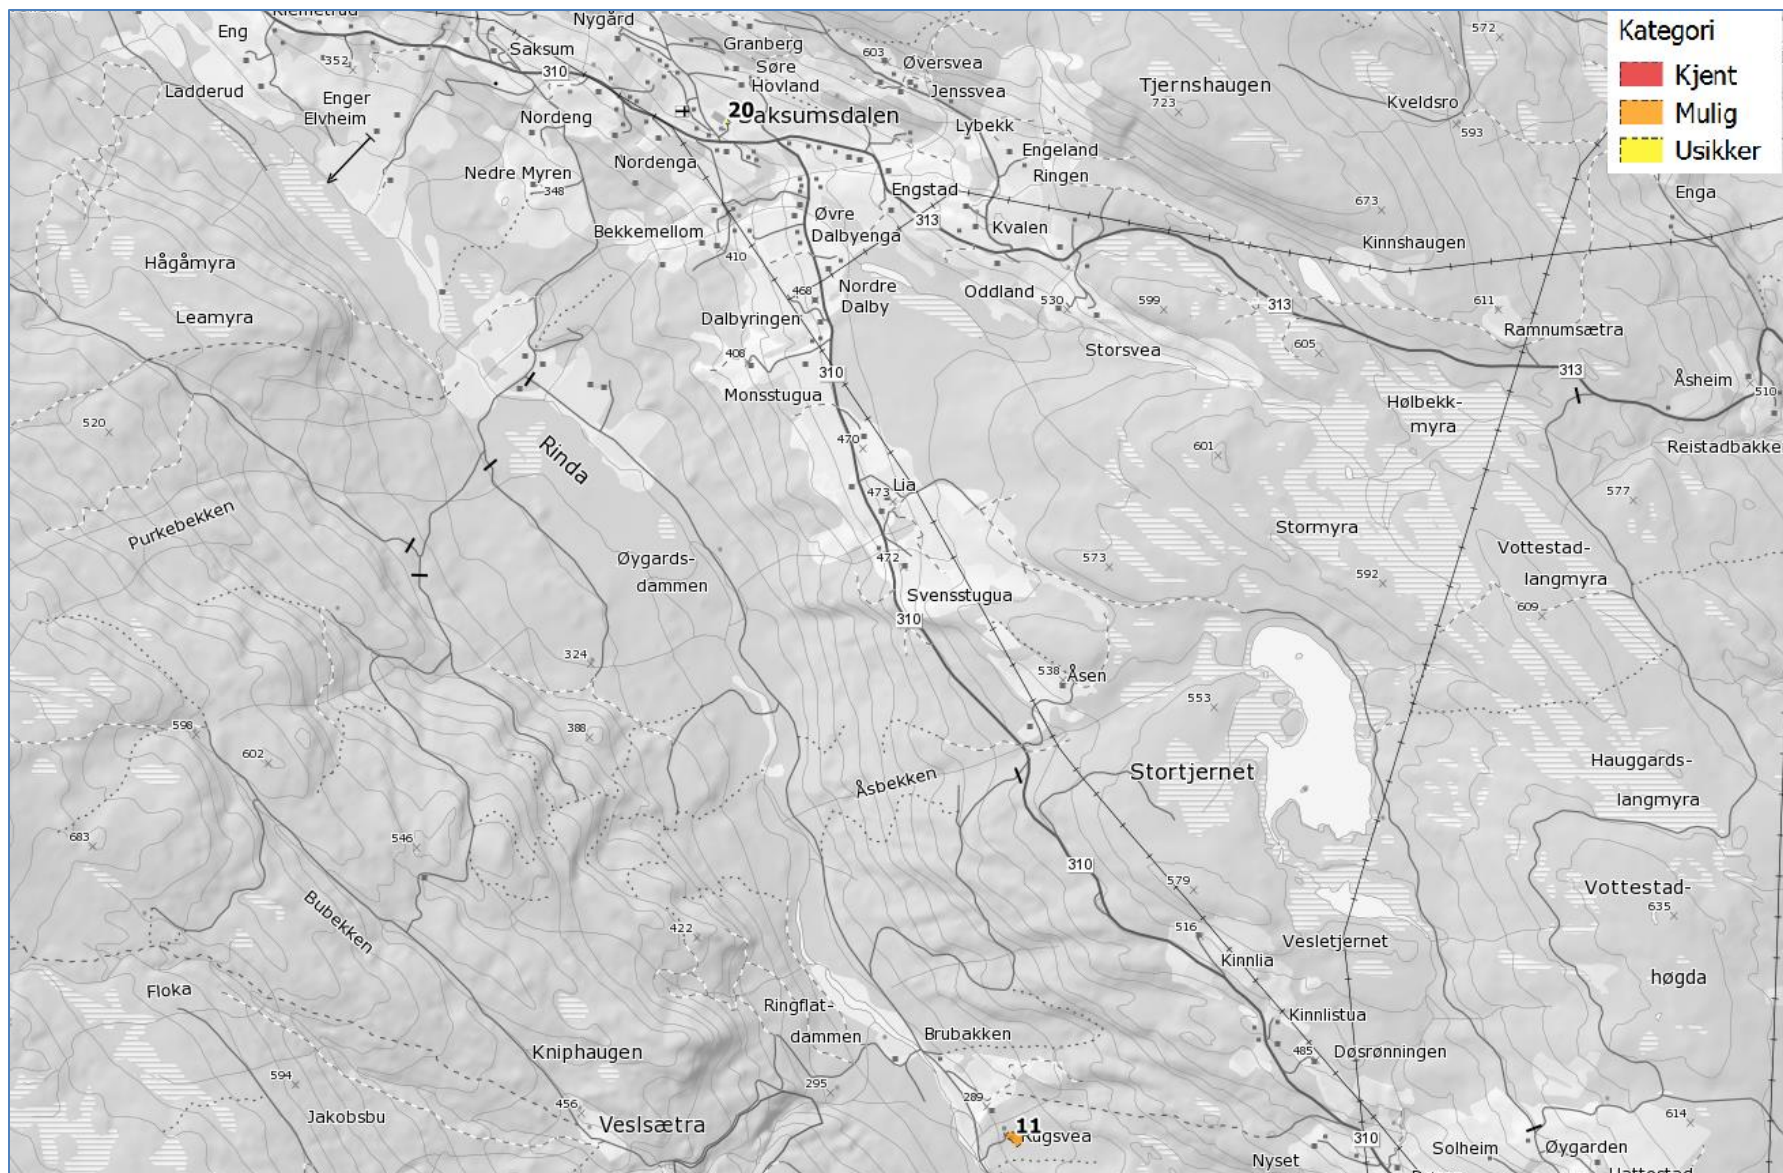 Klemetrud
Eng
Nygård
Saksum
Granberg
603
Øversvea
572
Kategori
352
310
Søre
Hovland
Jenssvea
Tjernshaugen
Kjent
Ladderud
Enger
Elvheim
Nordeng
20
Saksumsdalen
Lybekk
723
Kveldsro
593
Mulig
Usikker
Nordenga
Engeland
Ringen
Nedre Myren
348
Engstad
673
Enga
Øvre
Dalbyenga
313
Kvalen
Bekkemellom
410
Kinnshaugen
Hågåmyra
468
Nordre
Dalby
Oddland
530
599
313
611
Leamyra
Dalbyringen
Ramnumsætra
408
Storsvea
605
310
313
Åsheim
510
Monsstugua
Hølbekk-
myra
520
470
601
Reistadbakke
Rinda
473
Lia
577
Purkebekken
Stormyra
Øygards-
dammen
472
573
592
Vottestad-
langmyra
Svensstugua
609
310
324
538
Åsen
553
598
388
602
Åsbekken
Stortjernet
Hauggards-
langmyra
683
546
310
579
Vottestad-
635
Bubekken
422
516
Vesletjernet
Kinnlia
høgda
Floka
Ringflat-
dammen
Brubakken
Kinnlistua
Kniphaugen
485
Døsrønningen
594
295
289
Jakobsbu
456
Veslsætra
11
Rugsvea
310
614
Solheim
Øygarden
Nyset